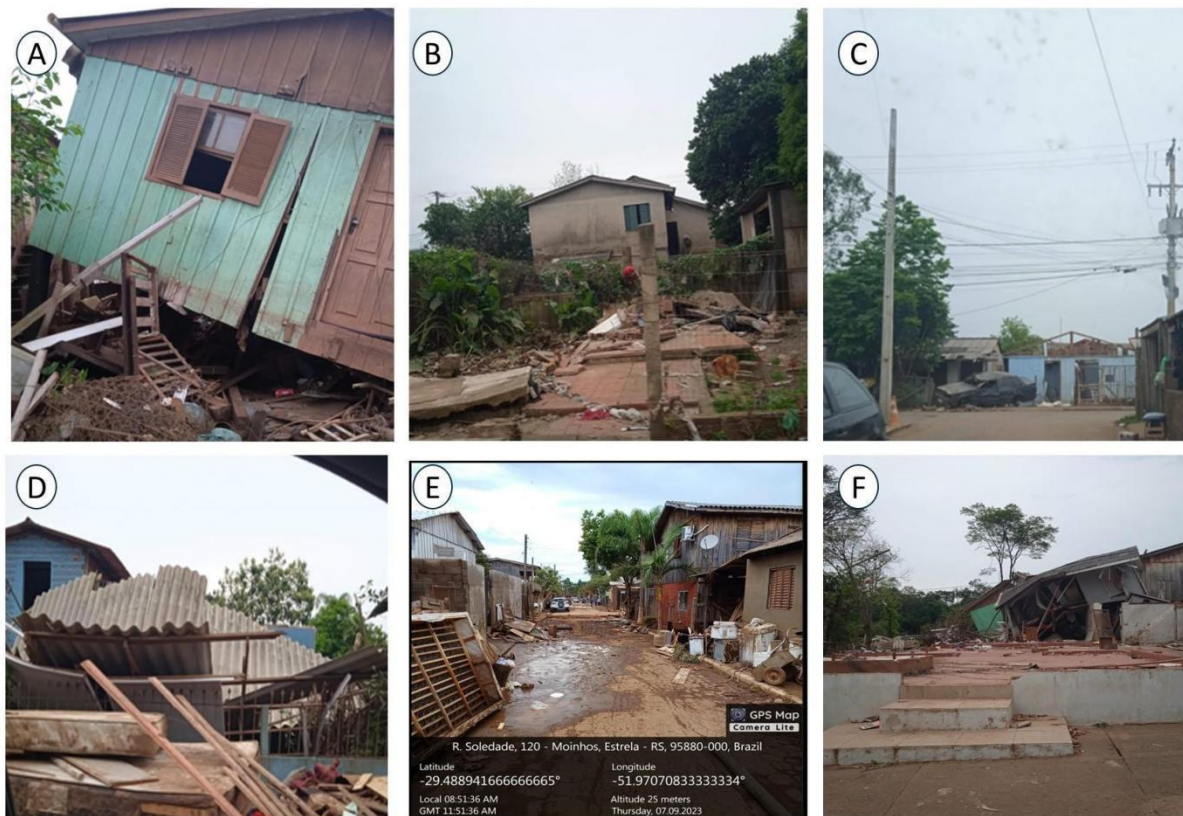 A
B
C
D
E
F
GPS Map
Camera Lite
R. Soledade, 120 - Moinhos, Estrela - RS, 95880-000, Brazil
Latitude
-29.488941666666665°
Longitude
-51.97070833333334°
Local 08:51:36 AM
GMT 11:51:36 AM
Altitude 25 meters
Thursday, 07.09.2023